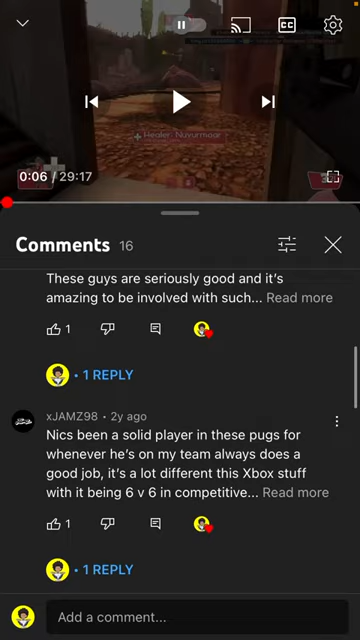 CC
Healer: Nuvurmoar
0:06 / 29:17
Comments 16
These guys are seriously good and it's
amazing to be involved with such... Read more
1
• 1 REPLY
xJAMZ98 • 2y ago
Nics been a solid player in these pugs for
whenever he's on my team always does a
good job, it's a lot different this Xbox stuff
with it being 6 v 6 in competitive... Read more
1
• 1 REPLY
Add a comment...